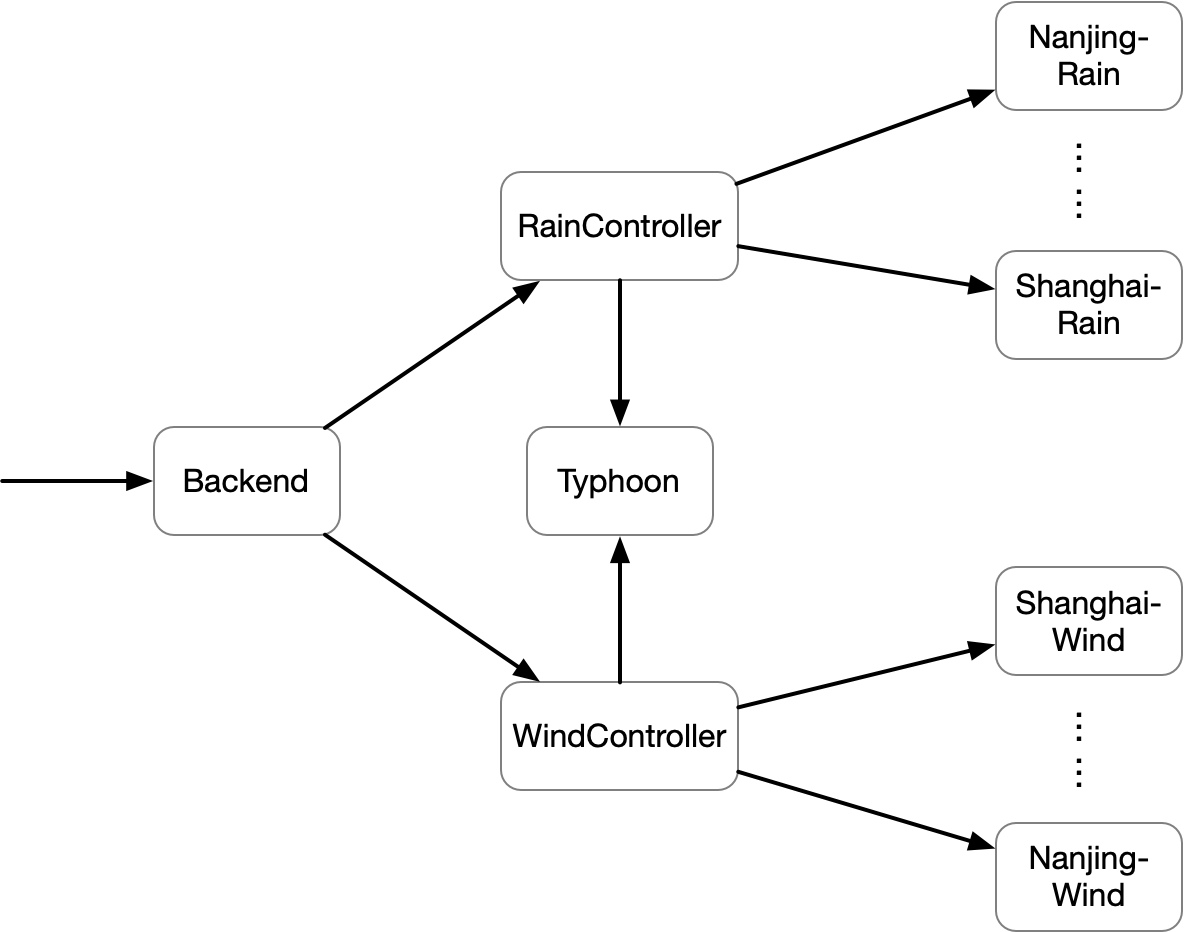 Nanjing-
Rain
RainController
Shanghai-
Rain
Backend
Typhoon
Shanghai-
Wind
WindController
Nanjing-
Wind